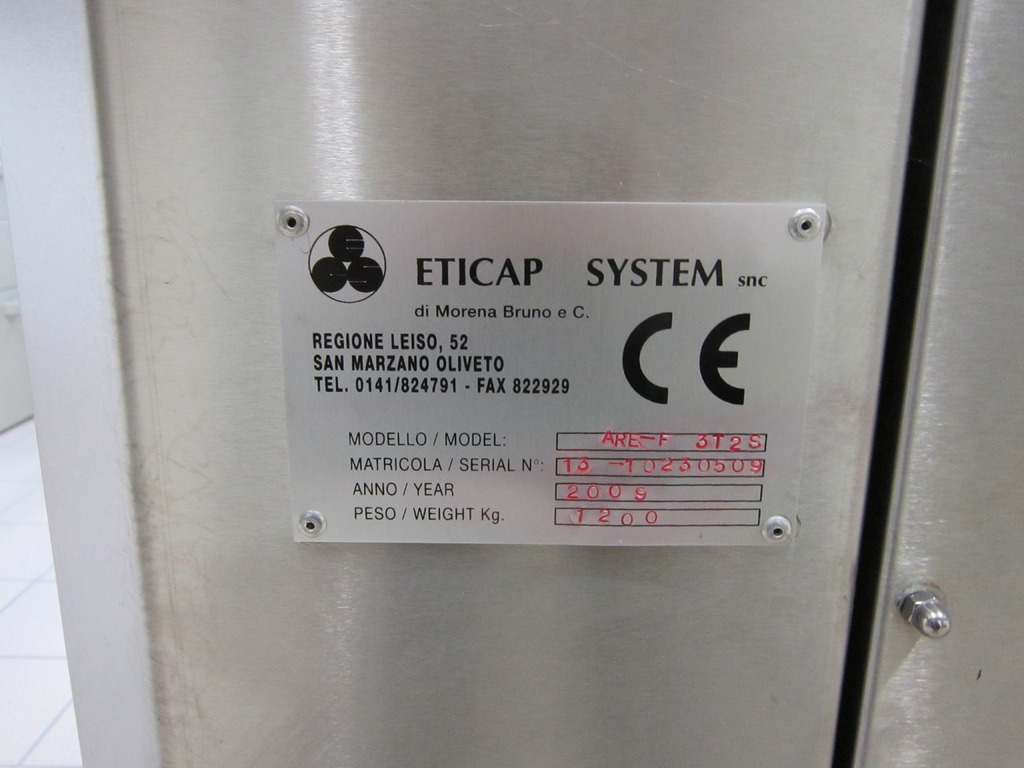 ETICAP SYSTEM snc
di Morena Bruno e C.
REGIONE LEISO, 52
SAN MARZANO OLIVETO
TEL. 0141/824791 - FAX 822929
CE
MODELLO / MODEL: ARE-F 3T2S
MATRICOLA / SERIAL N°: 13 -10230509
ANNO / YEAR 2009
PESO / WEIGHT Kg. 1200